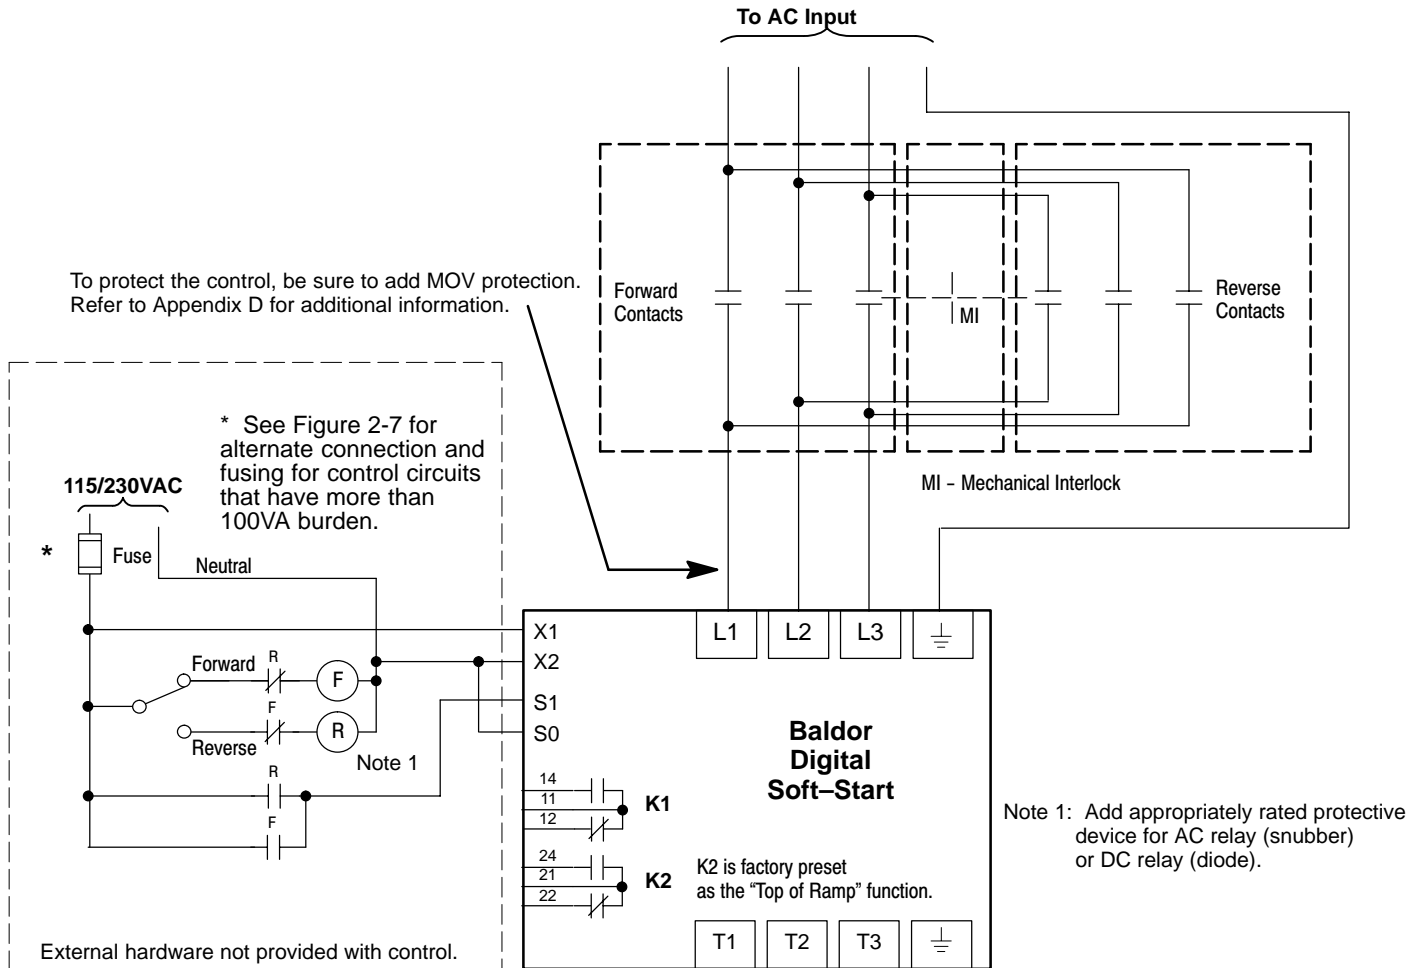 To AC Input
To protect the control, be sure to add MOV protection.
Refer to Appendix D for additional information.
Forward
Contacts
MI
Reverse
Contacts
MI – Mechanical Interlock
* See Figure 2-7 for
alternate connection and
fusing for control circuits
that have more than
100VA burden.
115/230VAC
*
Fuse
Neutral
Forward
R
F
F
R
Reverse
Note 1
R
F
X1
X2
S1
S0
L1
L2
L3
Baldor
Digital
Soft–Start
14
11
12
K1
24
21
22
K2
K2 is factory preset
as the “Top of Ramp” function.
T1
T2
T3
Note 1: Add appropriately rated protective
device for AC relay (snubber)
or DC relay (diode).
External hardware not provided with control.